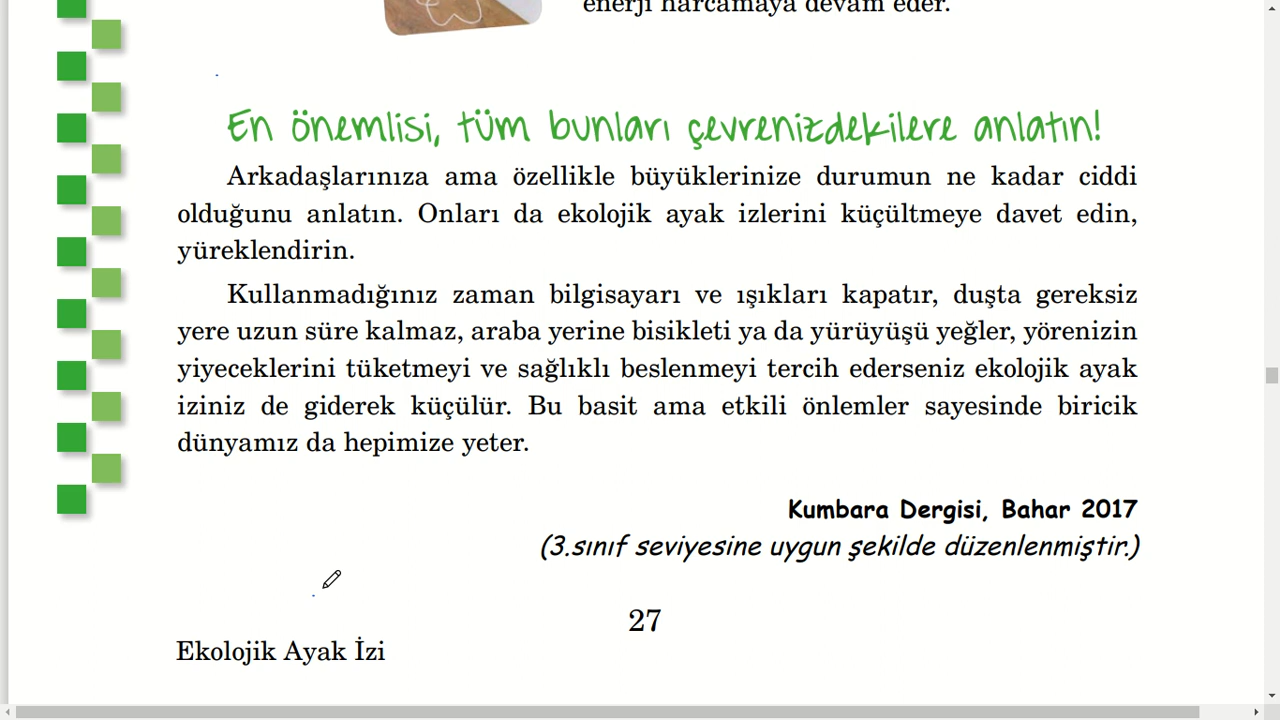 enerji harcamaya devam eder.
En önemlisi, tüm bunları çevrenizdekilere anlatın!
Arkadaşlarınıza ama özellikle büyüklerinize durumun ne kadar ciddi
olduğunu anlatın. Onları da ekolojik ayak izlerini küçültmeye davet edin,
yüreklendirin.
Kullanmadığınız zaman bilgisayarı ve ışıkları kapatır, duşta gereksiz
yere uzun süre kalmaz, araba yerine bisikleti ya da yürüyüşü yeğler, yörenizin
yiyeceklerini tüketmeyi ve sağlıklı beslenmeyi tercih ederseniz ekolojik ayak
iziniz de giderek küçülür. Bu basit ama etkili önlemler sayesinde biricik
dünyamız da hepimize yeter.
Kumbara Dergisi, Bahar 2017
(3.sınıf seviyesine uygun şekilde düzenlenmiştir.)
27
Ekolojik Ayak İzi